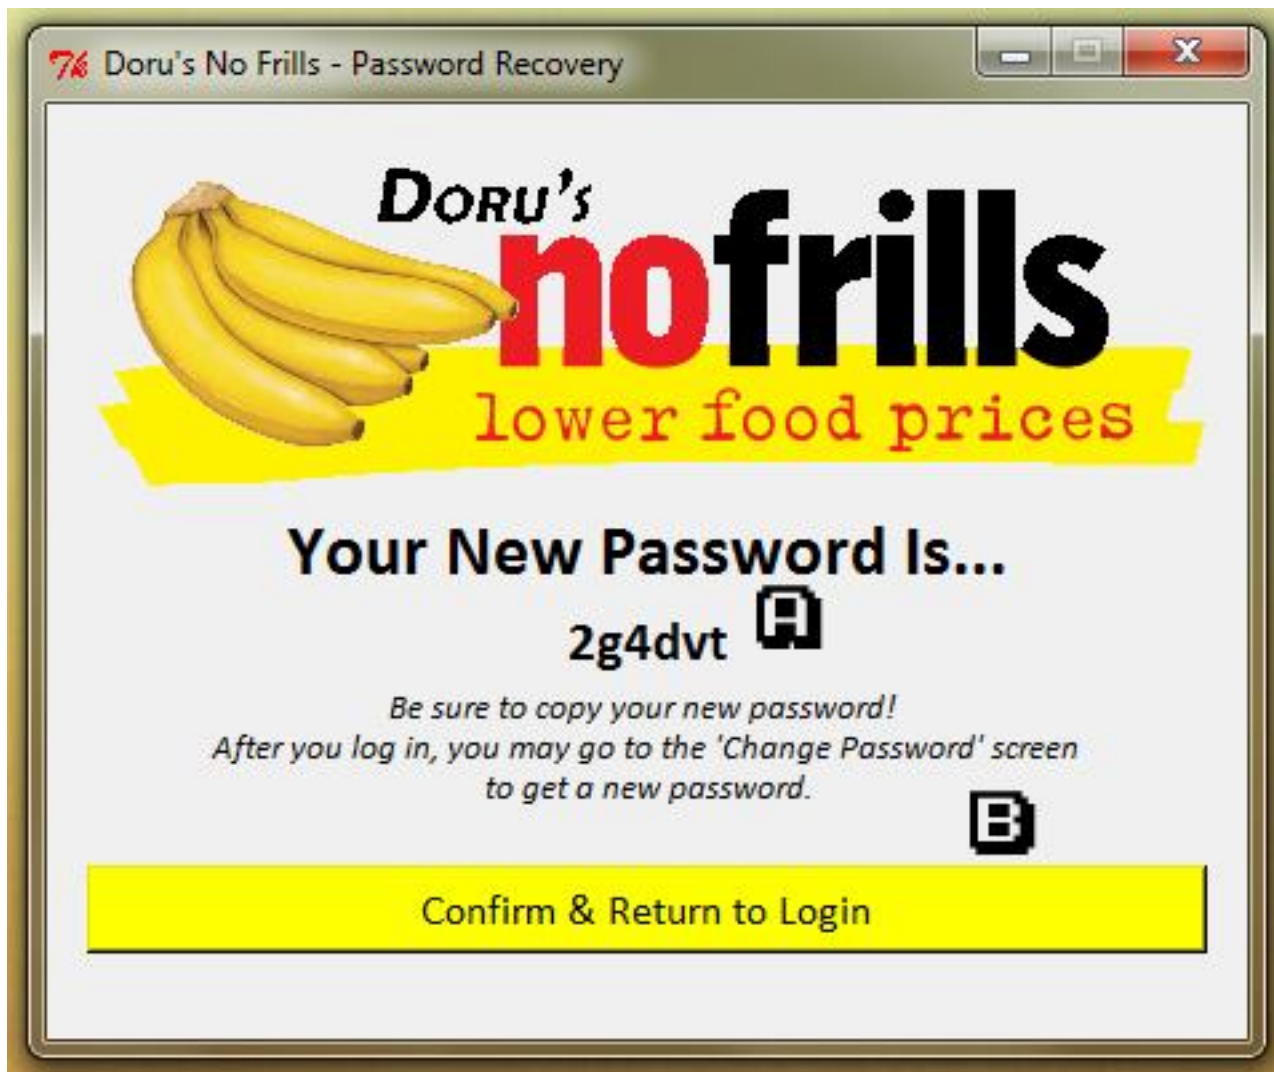 Doru's No Frills - Password Recovery
Doru's
nofrills
lower food prices
Your New Password Is...
A
2g4dvt
Be sure to copy your new password!
After you log in, you may go to the 'Change Password' screen
to get a new password.
B
Confirm & Return to Login